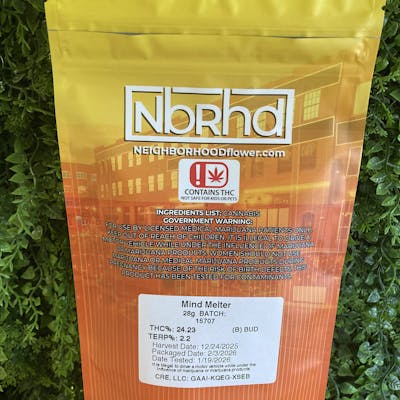 NbRhd
NEIGHBORHOODflower.com
CONTAINS THC
NOT SAFE FOR KIDS OR PETS
INGREDIENTS LIST: CANNABIS
GOVERNMENT WARNING:
FOR USE BY LICENSED MEDICAL MARIJUANA PATIENTS ONLY.
KEEP OUT OF REACH OF CHILDREN. IT IS ILLEGAL TO DRIVE A
MOTOR VEHICLE WHILE UNDER THE INFLUENCE OF MARIJUANA
OR MARIJUANA PRODUCTS. WOMEN SHOULD NOT USE
MARIJUANA OR MEDICAL MARIJUANA PRODUCTS DURING
PREGNANCY BECAUSE OF THE RISK OF BIRTH DEFECTS. THIS
PRODUCT HAS BEEN TESTED FOR CONTAMINANTS.
Mind Melter
28g BATCH:
15707
THC%: 24.23 (B) BUD
TERP%: 2.2
Harvest Date: 12/24/2025
Packaged Date: 2/3/2026
Date Tested: 1/19/2026
It is illegal to drive a motor vehicle while under the
influence of marijuana or marijuana products
CRE, LLC: GAAI-KQEG-XSEB